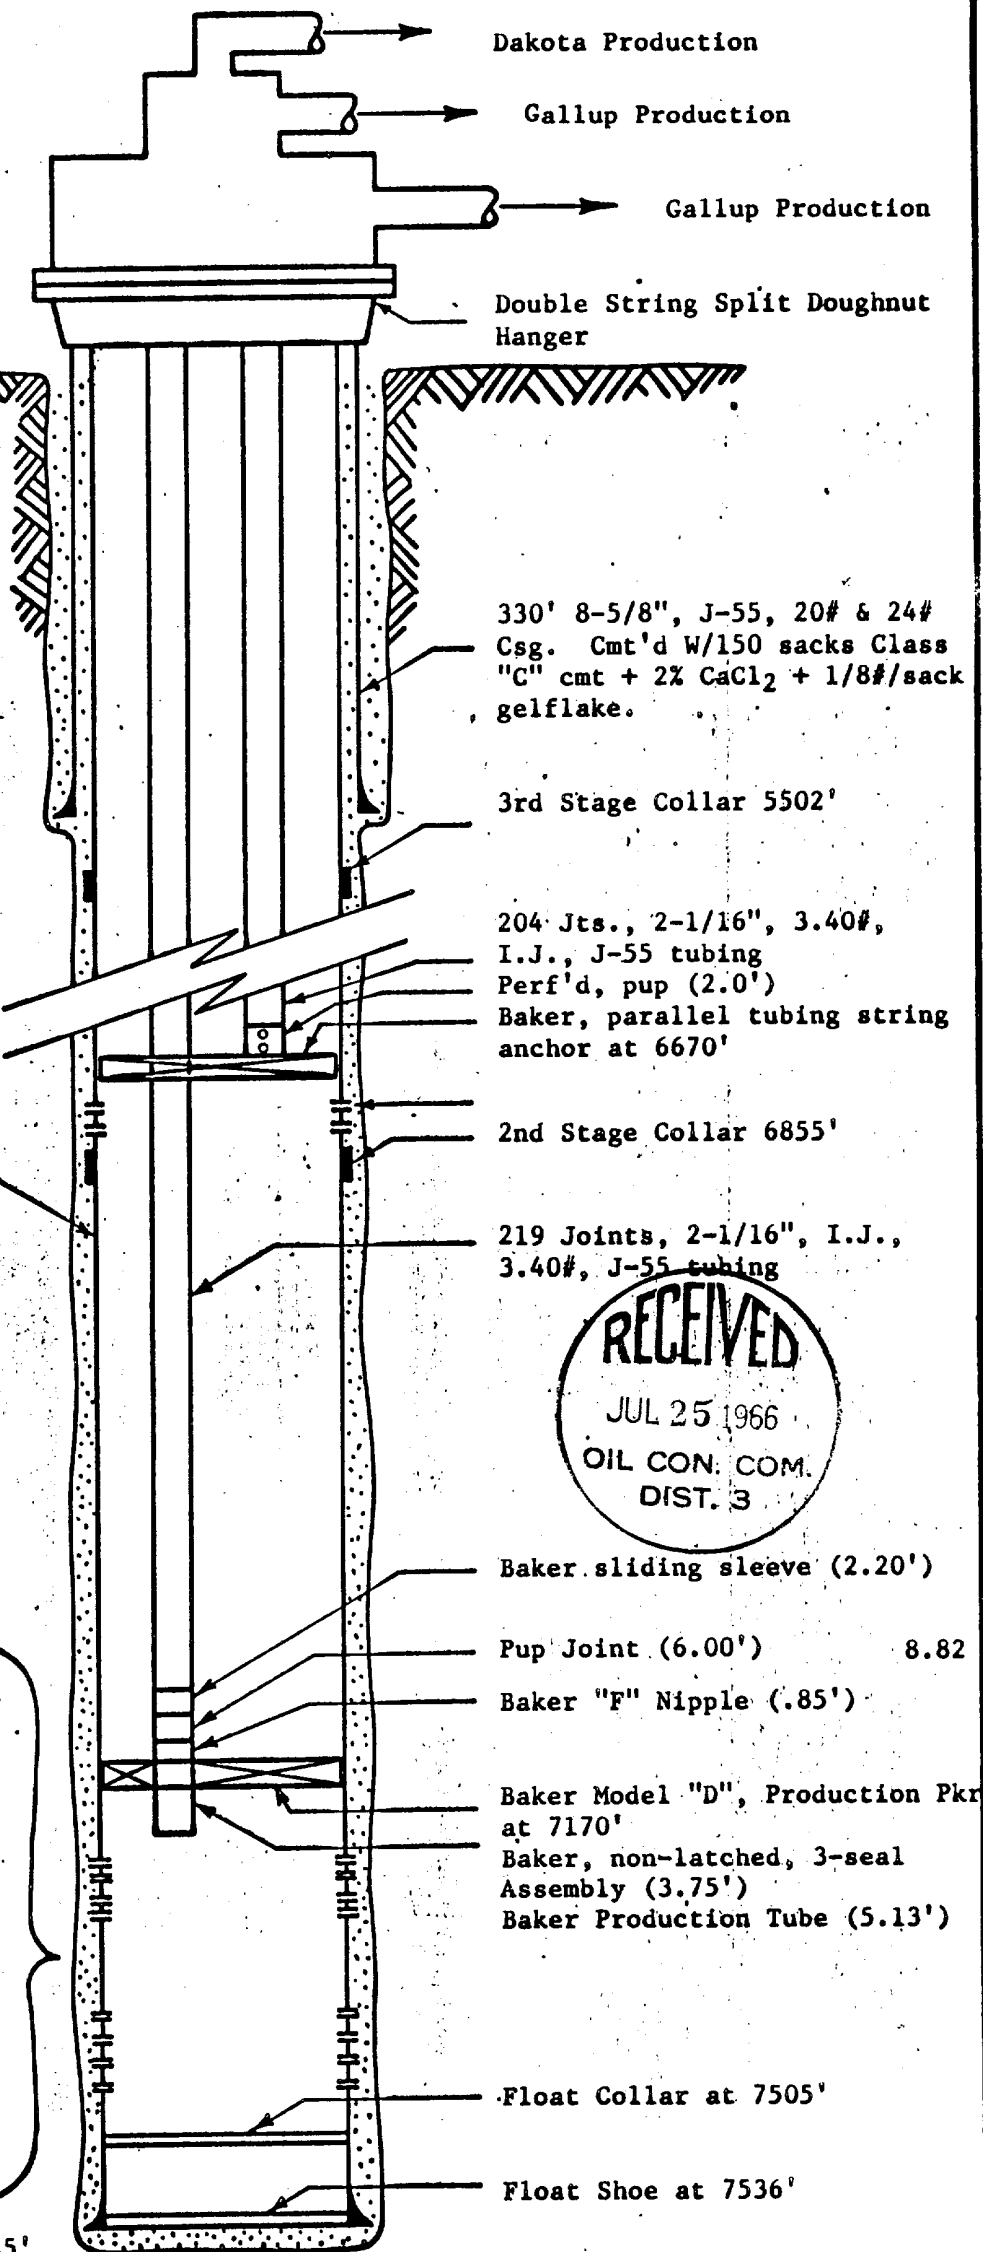 Dakota Production
Gallup Production
Gallup Production
Double String Split Doughnut
Hanger
330' 8-5/8", J-55, 20# & 24#
Csg. Cmt'd W/150 sacks Class
"C" cmt + 2% CaCl₂ + 1/8#/sack
gelflake.
3rd Stage Collar 5502'
204 Jts., 2-1/16", 3.40#,
I.J., J-55 tubing
Perf'd, pup (2.0')
Baker, parallel tubing string
anchor at 6670'
2nd Stage Collar 6855'
219 Joints, 2-1/16", I.J.,
3.40#, J-55 tubing
RECEIVED
JUL 25 1966
OIL CON. COM.
DIST. 3
Baker sliding sleeve (2.20')
Pup Joint (6.00') 8.82
Baker "F" Nipple (.85')
Baker Model "D", Production Pkr
at 7170'
Baker, non-latched, 3-seal
Assembly (3.75')
Baker Production Tube (5.13')
Float Collar at 7505'
Float Shoe at 7536'
5'